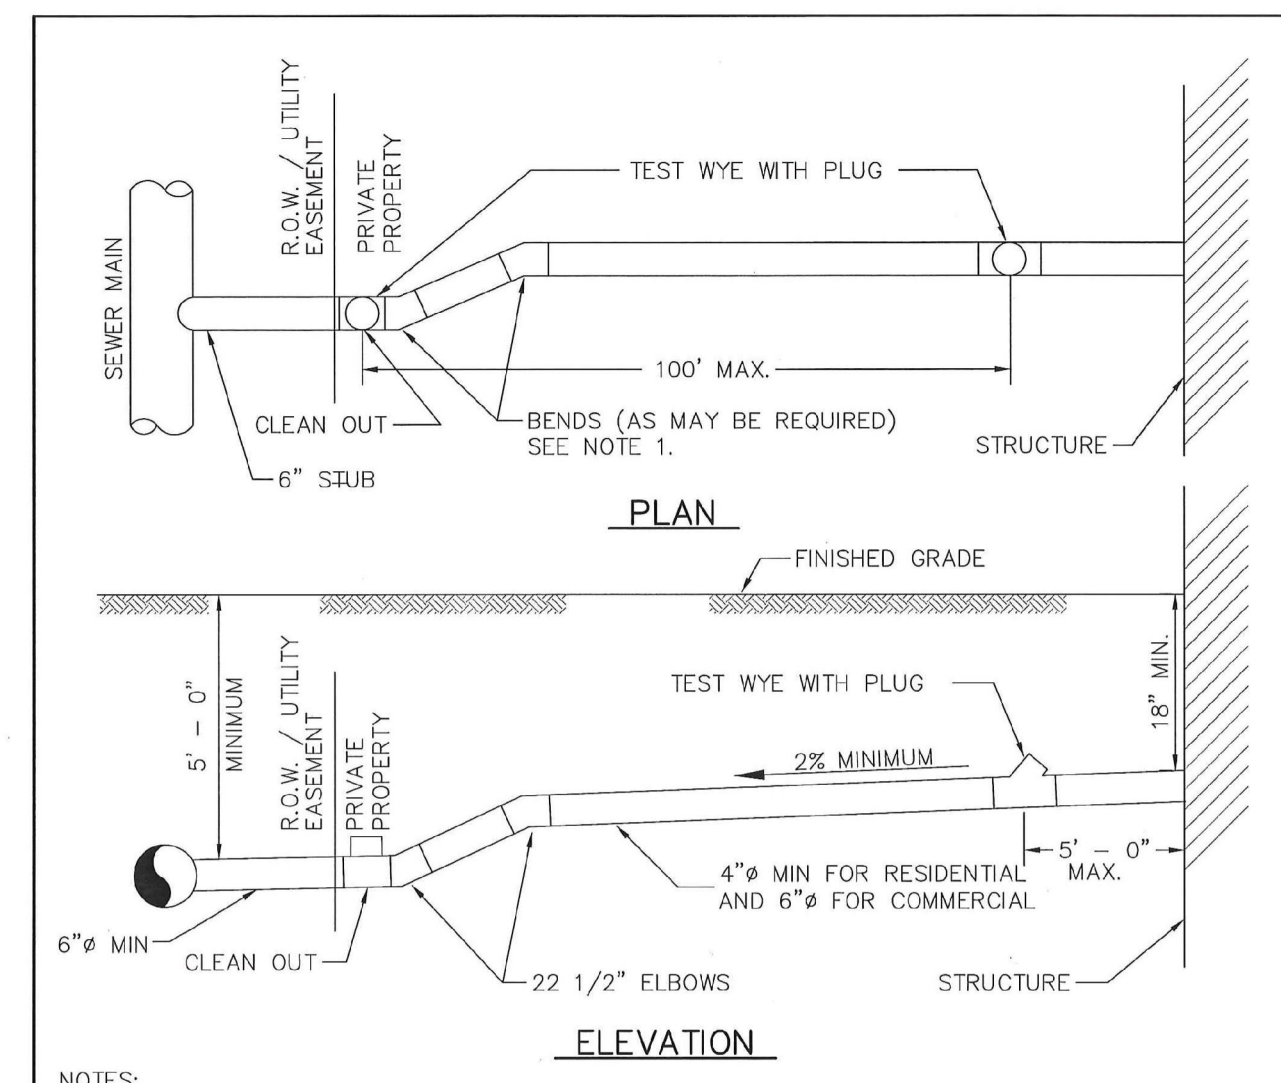 R.O.W. / UTILITY
EASEMENT
PRIVATE
PROPERTY
TEST WYE WITH PLUG
SEWER MAIN
100' MAX.
CLEAN OUT
BENDS (AS MAY BE REQUIRED)
SEE NOTE 1.
STRUCTURE
6" STUB
PLAN
FINISHED GRADE
5' - 0"
MINIMUM
R.O.W. / UTILITY
EASEMENT
PRIVATE
PROPERTY
TEST WYE WITH PLUG
18" MIN.
2% MINIMUM
5' - 0"
MAX.
4"ø MIN FOR RESIDENTIAL
AND 6"ø FOR COMMERCIAL
6"ø MIN
CLEAN OUT
22 1/2" ELBOWS
STRUCTURE
ELEVATION
NOTES: